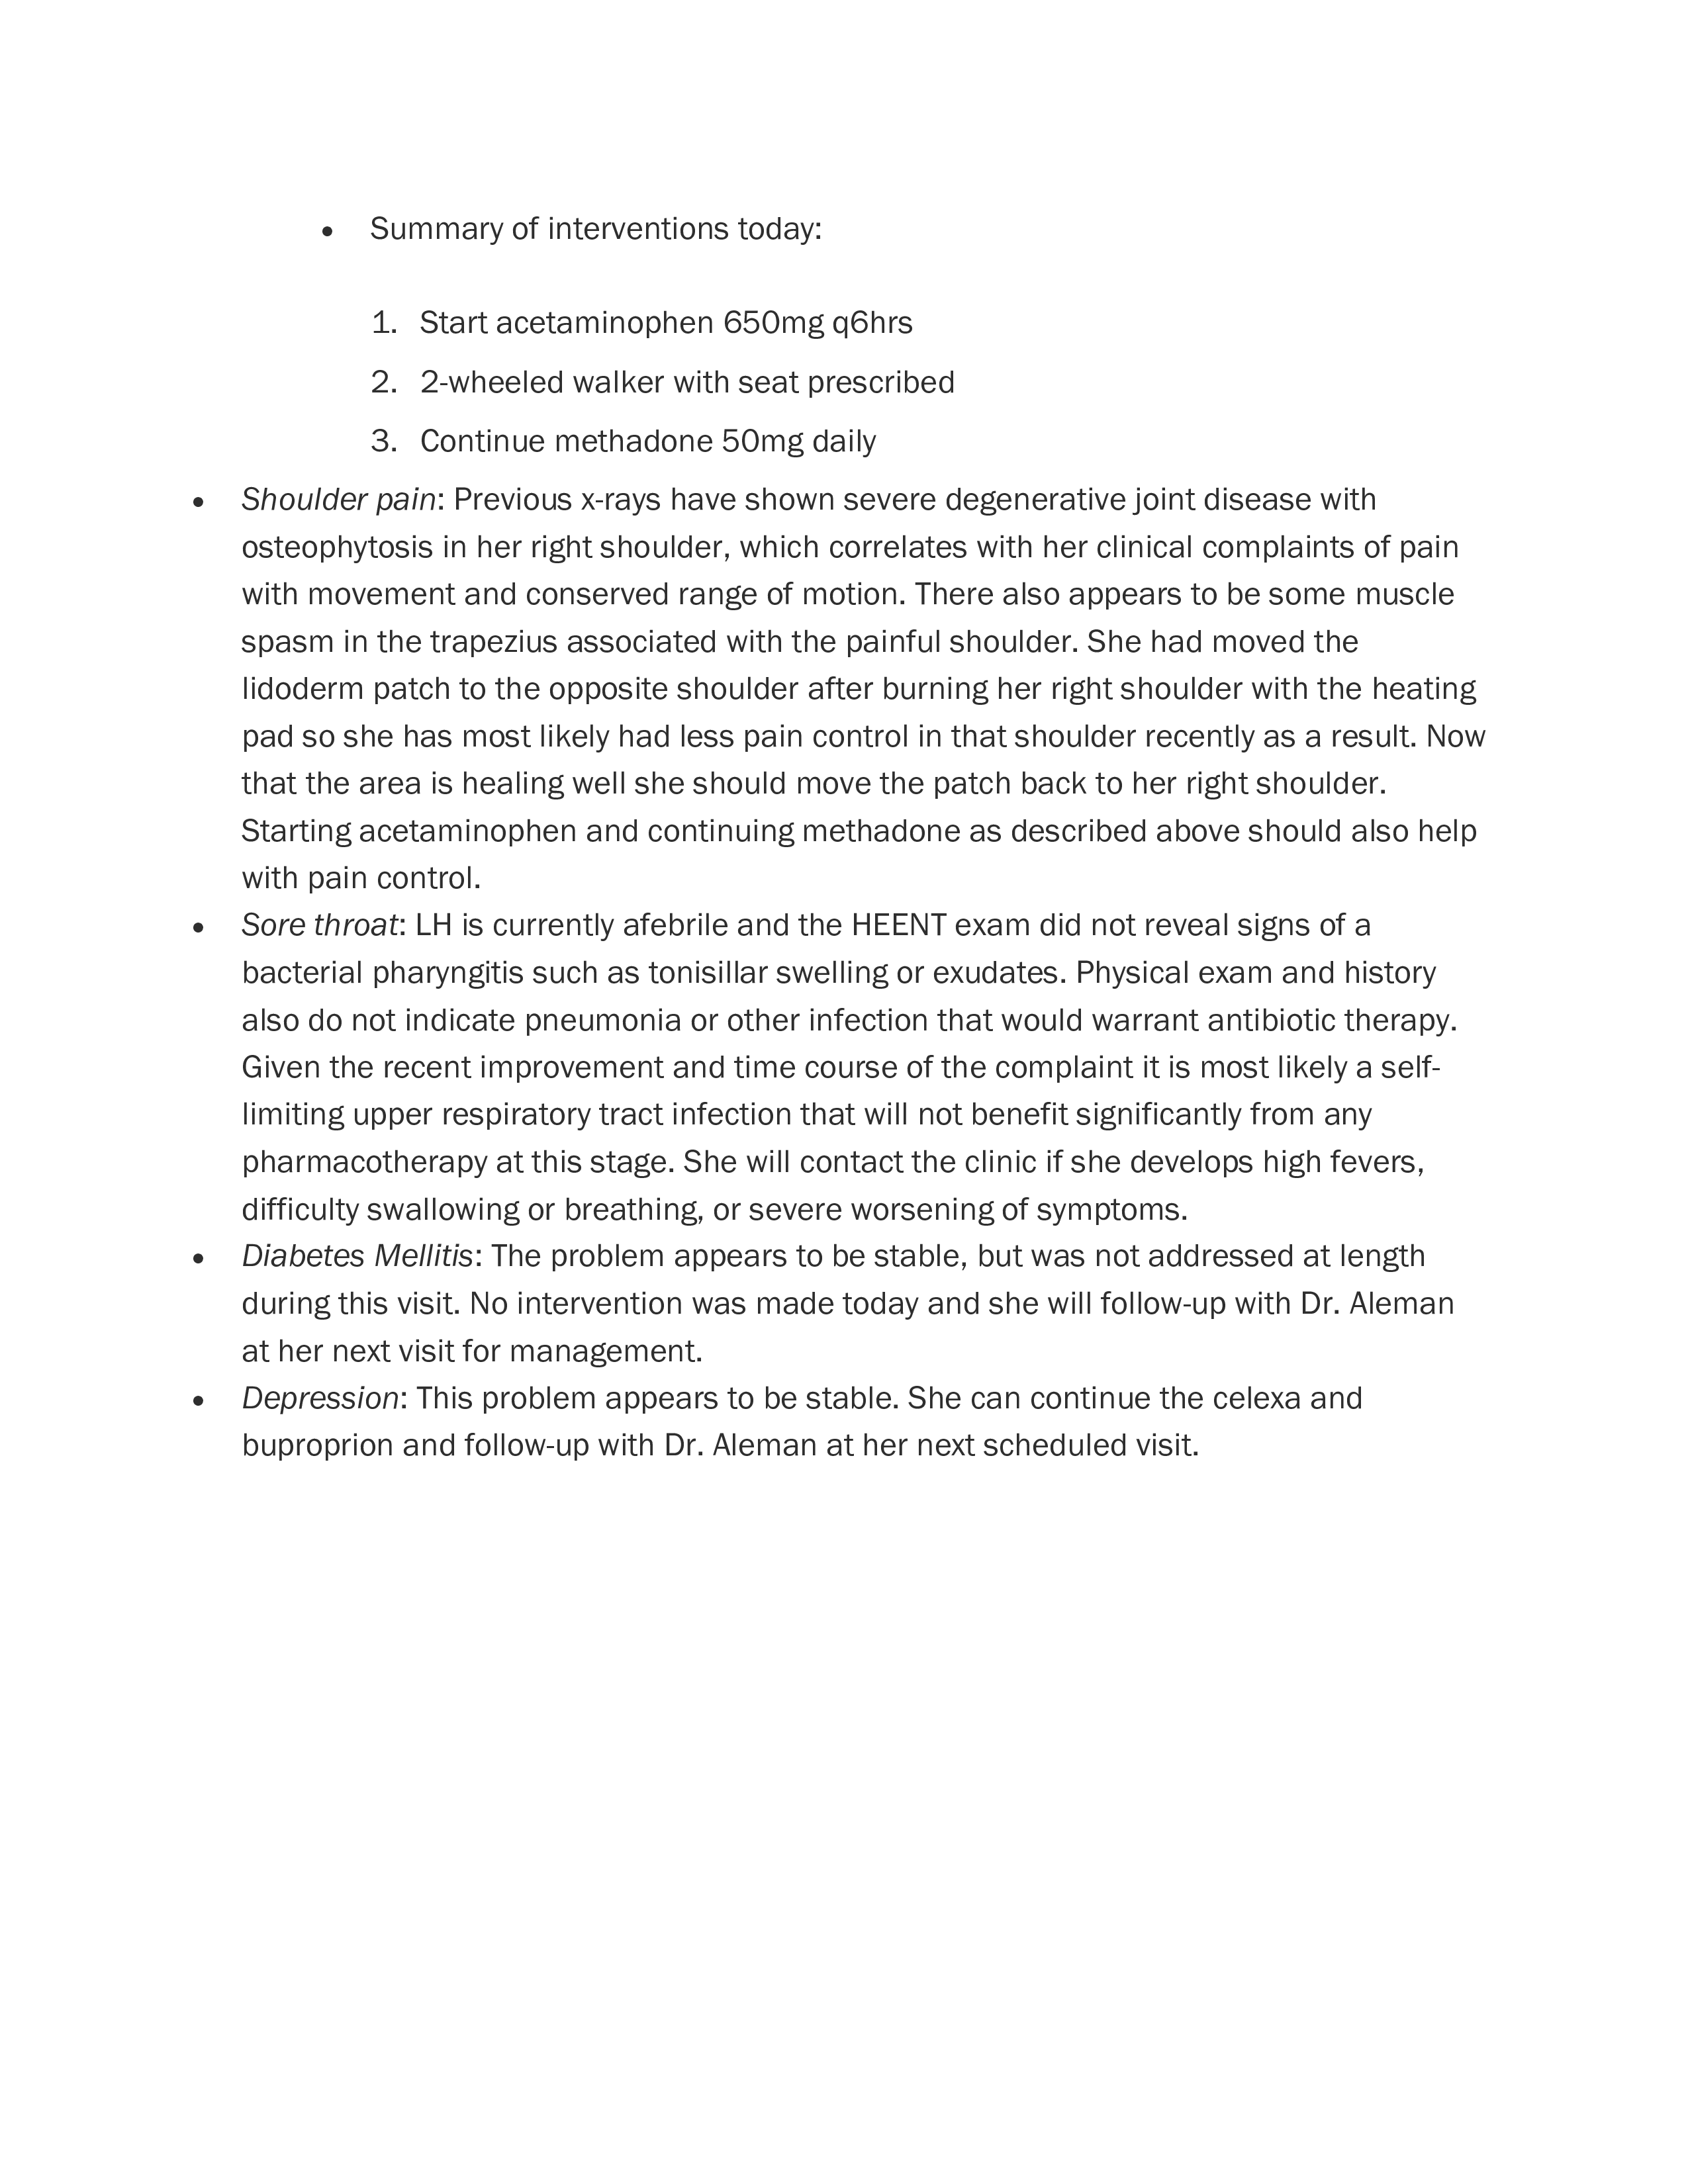 • Summary of interventions today:
1. Start acetaminophen 650mg q6hrs
2. 2-wheeled walker with seat prescribed
3. Continue methadone 50mg daily
• Shoulder pain: Previous x-rays have shown severe degenerative joint disease with
osteophytosis in her right shoulder, which correlates with her clinical complaints of pain
with movement and conserved range of motion. There also appears to be some muscle
spasm in the trapezius associated with the painful shoulder. She had moved the
lidoderm patch to the opposite shoulder after burning her right shoulder with the heating
pad so she has most likely had less pain control in that shoulder recently as a result. Now
that the area is healing well she should move the patch back to her right shoulder.
Starting acetaminophen and continuing methadone as described above should also help
with pain control.
• Sore throat: LH is currently afebrile and the HEENT exam did not reveal signs of a
bacterial pharyngitis such as tonisillar swelling or exudates. Physical exam and history
also do not indicate pneumonia or other infection that would warrant antibiotic therapy.
Given the recent improvement and time course of the complaint it is most likely a self-
limiting upper respiratory tract infection that will not benefit significantly from any
pharmacotherapy at this stage. She will contact the clinic if she develops high fevers,
difficulty swallowing or breathing, or severe worsening of symptoms.
• Diabetes Mellitis: The problem appears to be stable, but was not addressed at length
during this visit. No intervention was made today and she will follow-up with Dr. Aleman
at her next visit for management.
• Depression: This problem appears to be stable. She can continue the celexa and
buproprion and follow-up with Dr. Aleman at her next scheduled visit.